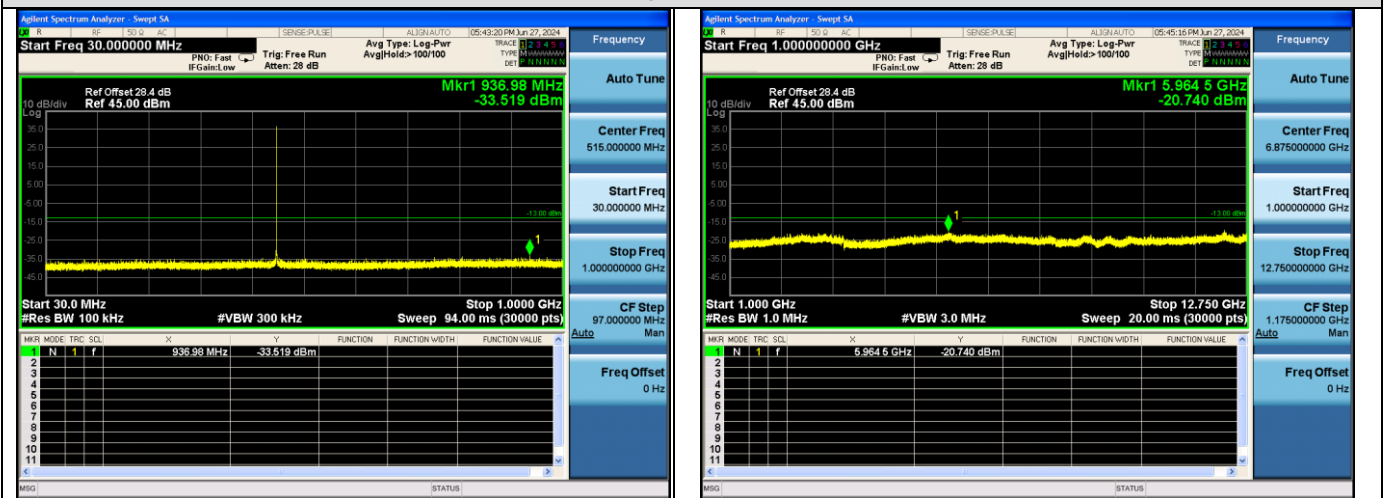 Agilent Spectrum Analyzer - Swept SA
R RF 50 Ω AC SENSE:PULSE ALIGNAUTO 05:43:20 PM Jun 27, 2024
Start Freq 30.000000 MHz
PNO: Fast
IFGain:Low
Trig: Free Run
Atten: 28 dB
Avg Type: Log-Pwr
Avg|Hold:> 100/100
TRACE 1 2 3 4 5 6
TYPE M WWWWW
DET P N N N N N
Ref Offset 28.4 dB
Ref 45.00 dBm
10 dB/div
Log
Mkr1 936.98 MHz
-33.519 dBm
35.0
25.0
15.0
5.00
-5.00
-15.0
-25.0
-35.0
-45.0
-13.00 dBm
1
Start 30.0 MHz
Stop 1.0000 GHz
#Res BW 100 kHz
#VBW 300 kHz
Sweep 94.00 ms (30000 pts)
MKR MODE TRC SCL X Y FUNCTION FUNCTION WIDTH FUNCTION VALUE
1 N 1 f 936.98 MHz -33.519 dBm
2
3
4
5
6
7
8
9
10
11
MSG
STATUS
Frequency
Auto Tune
Center Freq
515.000000 MHz
Start Freq
30.000000 MHz
Stop Freq
1.000000000 GHz
CF Step
97.000000 MHz
Auto Man
Freq Offset
0 Hz
Agilent Spectrum Analyzer - Swept SA
R RF 50 Ω AC SENSE:PULSE ALIGNAUTO 05:45:16 PM Jun 27, 2024
Start Freq 1.000000000 GHz
PNO: Fast
IFGain:Low
Trig: Free Run
Atten: 28 dB
Avg Type: Log-Pwr
Avg|Hold:> 100/100
TRACE 1 2 3 4 5 6
TYPE M WWWWW
DET P N N N N N
Ref Offset 28.4 dB
Ref 45.00 dBm
10 dB/div
Log
Mkr1 5.964 5 GHz
-20.740 dBm
35.0
25.0
15.0
5.00
-5.00
-15.0
-25.0
-35.0
-45.0
-13.00 dBm
1
Start 1.000 GHz
Stop 12.750 GHz
#Res BW 1.0 MHz
#VBW 3.0 MHz
Sweep 20.00 ms (30000 pts)
MKR MODE TRC SCL X Y FUNCTION FUNCTION WIDTH FUNCTION VALUE
1 N 1 f 5.964 5 GHz -20.740 dBm
2
3
4
5
6
7
8
9
10
11
MSG
STATUS
Frequency
Auto Tune
Center Freq
6.875000000 GHz
Start Freq
1.000000000 GHz
Stop Freq
12.750000000 GHz
CF Step
1.175000000 GHz
Auto Man
Freq Offset
0 Hz